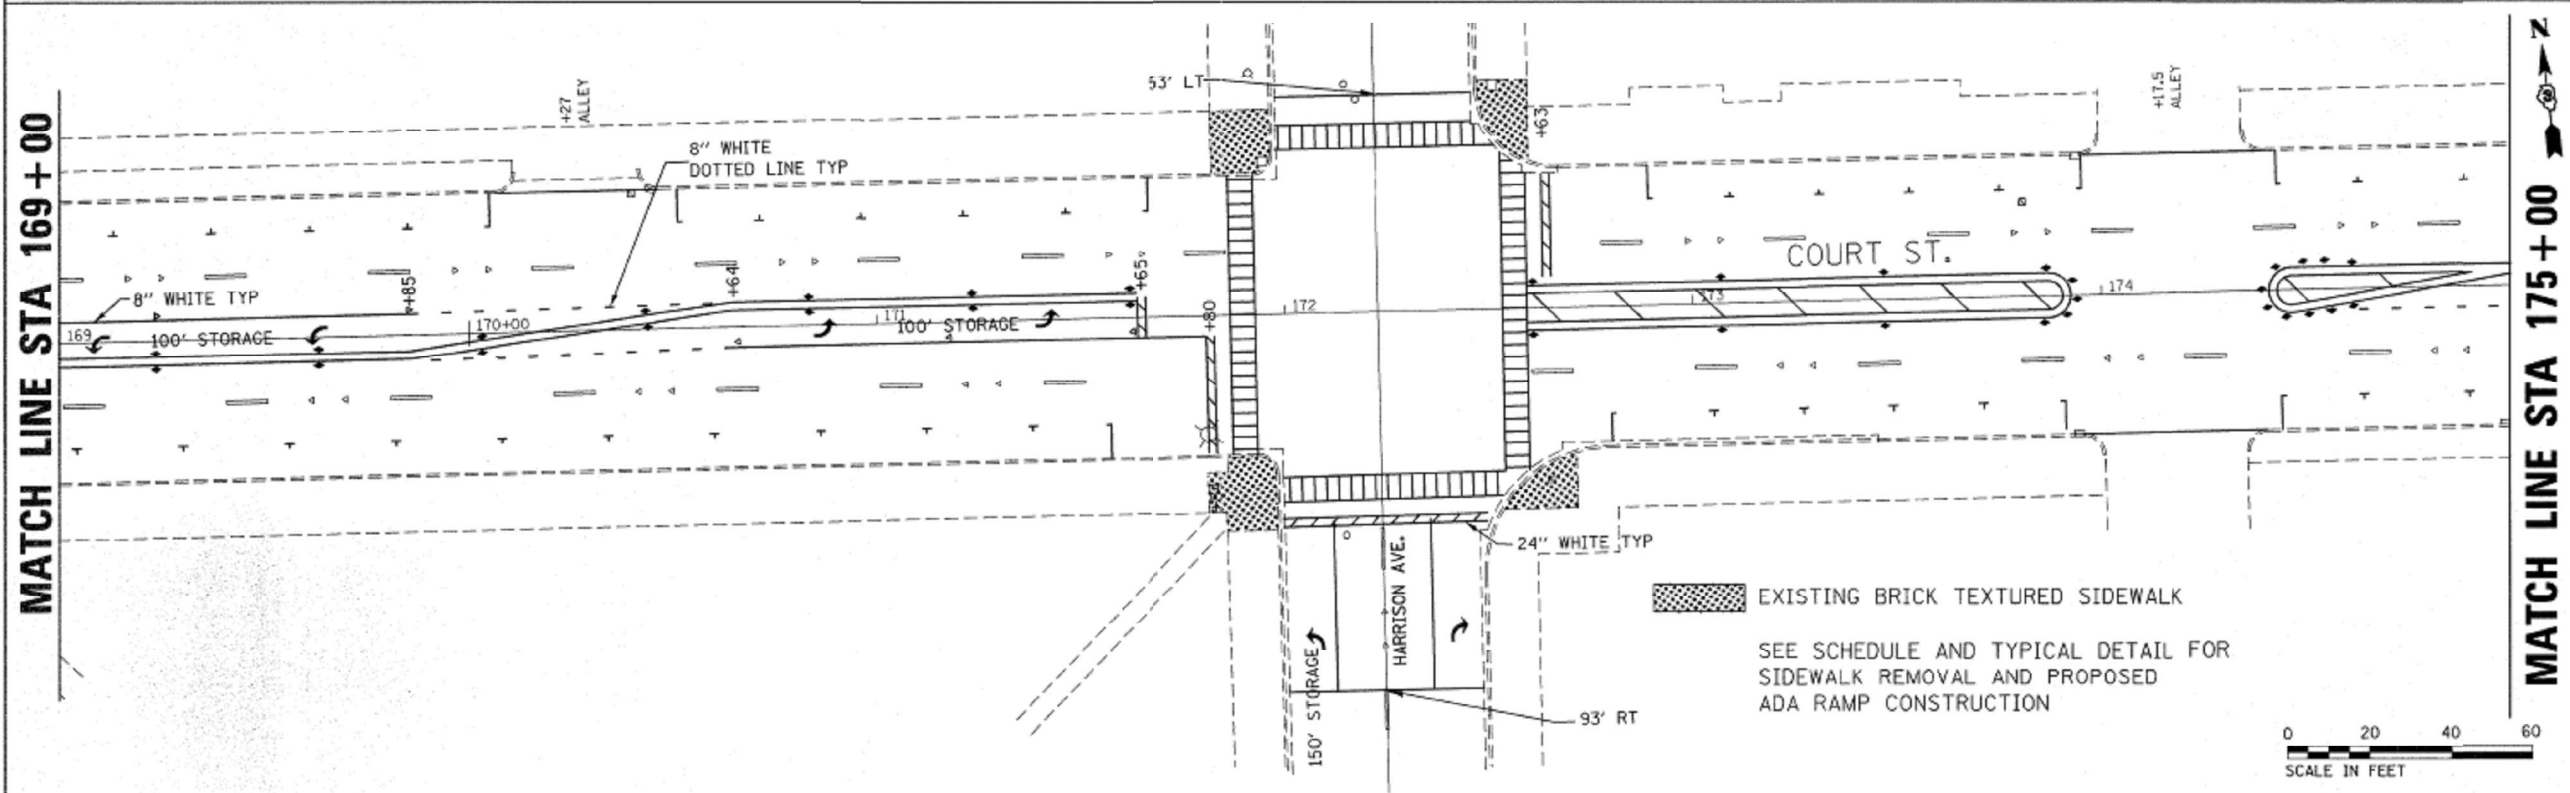 MATCH LINE STA 169+00
+27
ALLEY
8" WHITE
DOTTED LINE TYP
53' LT
+63
+17.5
ALLEY
N
8" WHITE TYP
+85
+64
+65
+80
COURT ST.
169
100' STORAGE
170+00
171
100' STORAGE
172
173
174
24" WHITE TYP
HARRISON AVE.
150' STORAGE
93' RT
EXISTING BRICK TEXTURED SIDEWALK
SEE SCHEDULE AND TYPICAL DETAIL FOR
SIDEWALK REMOVAL AND PROPOSED
ADA RAMP CONSTRUCTION
0 20 40 60
SCALE IN FEET
MATCH LINE STA 175+00